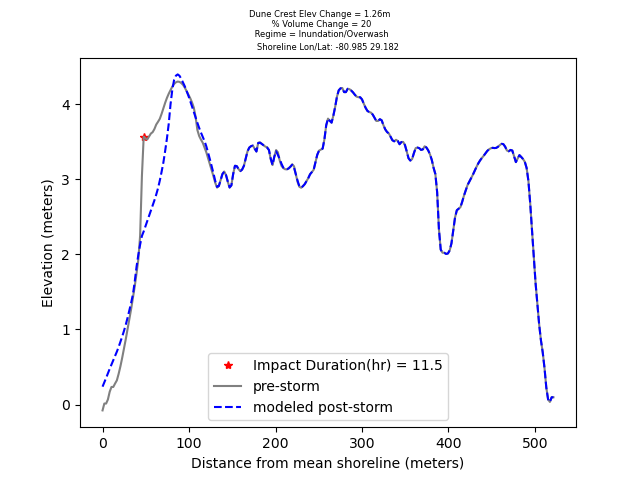 Dune Crest Elev Change = 1.26m
% Volume Change = 20
Regime = Inundation/Overwash
Shoreline Lon/Lat: -80.985 29.182
4
3
2
1
0
Elevation (meters)
Impact Duration(hr) = 11.5
pre-storm
modeled post-storm
0 100 200 300 400 500
Distance from mean shoreline (meters)